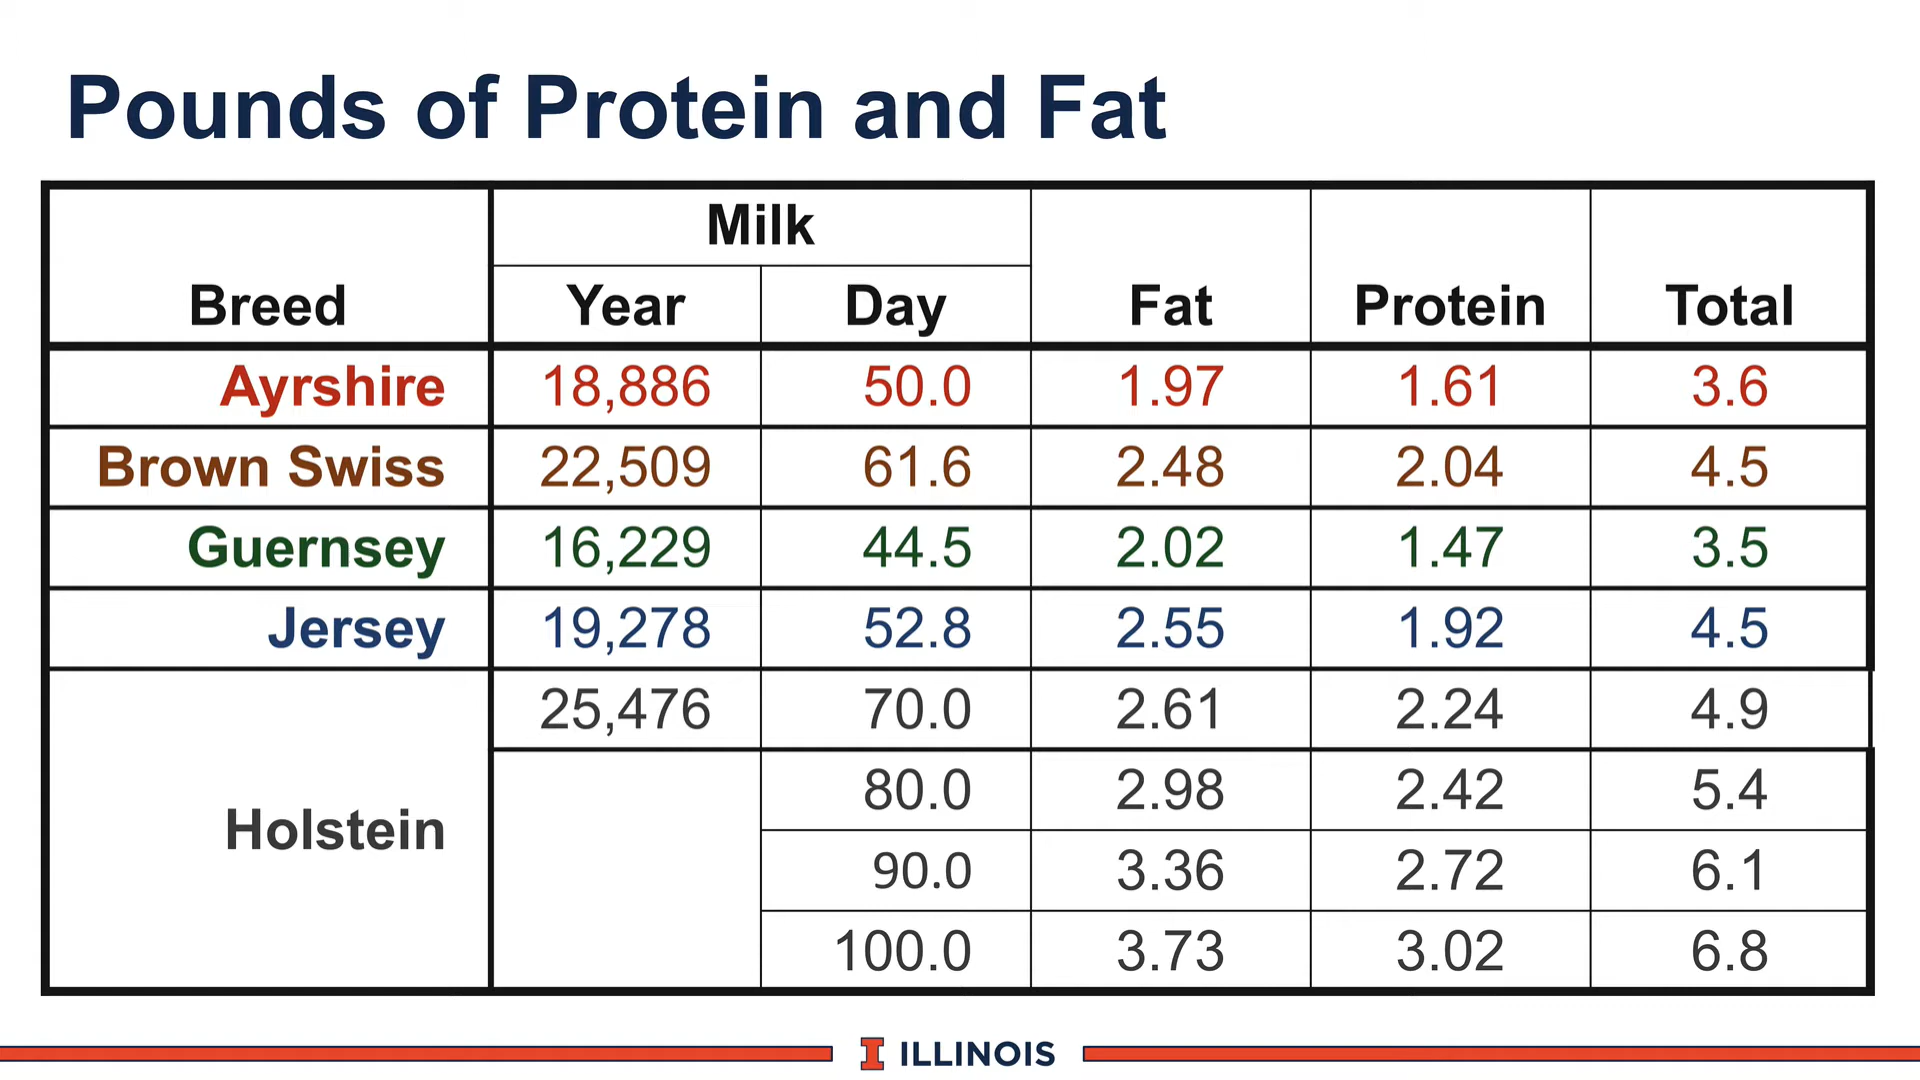 Pounds of Protein and Fat
Milk
Breed Year Day Fat Protein Total
Ayrshire 18,886 50.0 1.97 1.61 3.6
Brown Swiss 22,509 61.6 2.48 2.04 4.5
Guernsey 16,229 44.5 2.02 1.47 3.5
Jersey 19,278 52.8 2.55 1.92 4.5
25,476 70.0 2.61 2.24 4.9
80.0 2.98 2.42 5.4
Holstein
90.0 3.36 2.72 6.1
100.0 3.73 3.02 6.8
I ILLINOIS